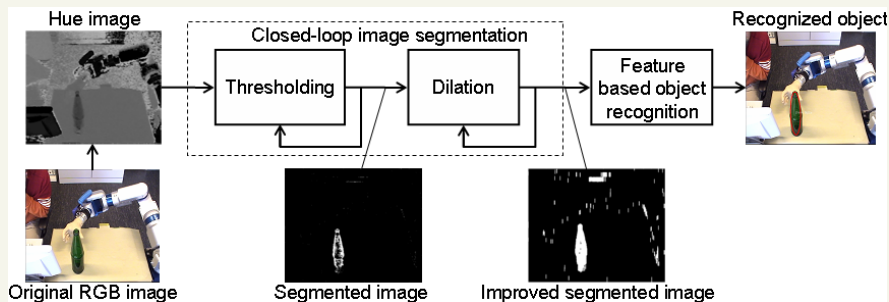 Hue image
Recognized object
Closed-loop image segmentation
Thresholding
Dilation
Feature
based object
recognition
Original RGB image
Segmented image
Improved segmented image